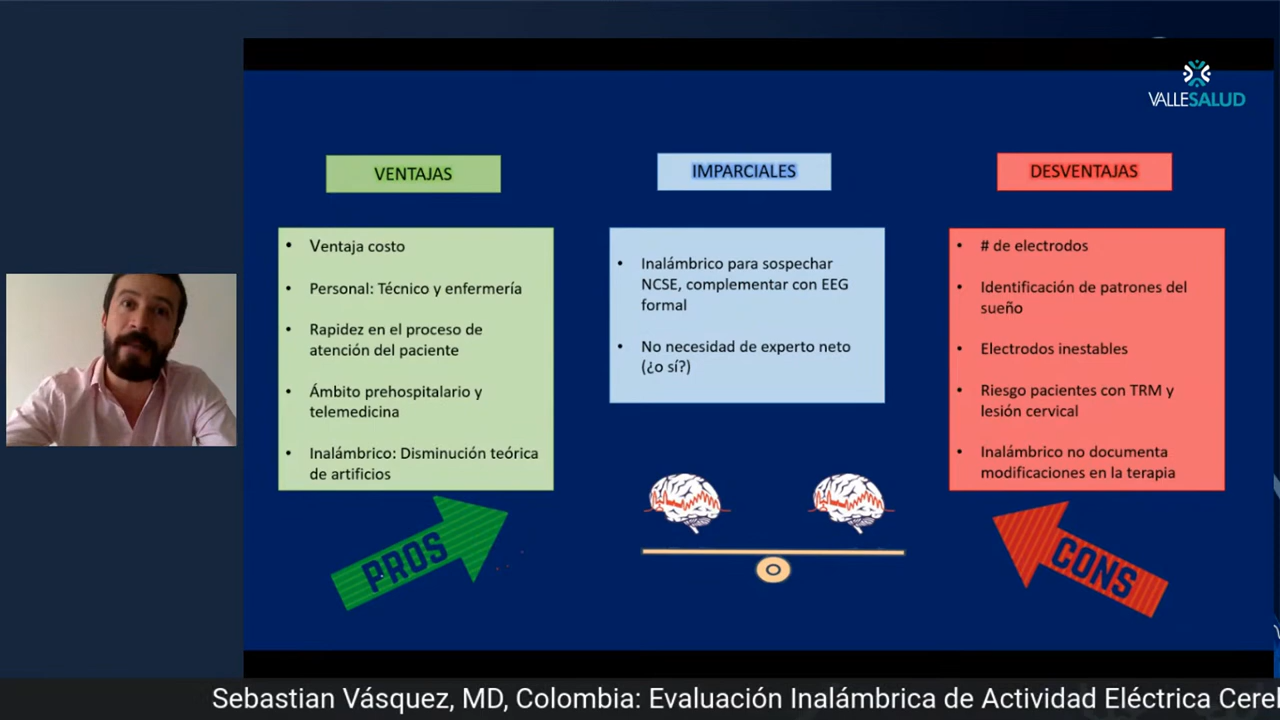 VALLESALUD
VENTAJAS
• Ventaja costo
• Personal: Técnico y enfermería
• Rapidez en el proceso de
atención del paciente
• Ámbito prehospitalario y
telemedicina
• Inalámbrico: Disminución teórica
de artificios
IMPARCIALES
• Inalámbrico para sospechar
NCSE, complementar con EEG
formal
• No necesidad de experto neto
(¿o sí?)
DESVENTAJAS
• # de electrodos
• Identificación de patrones del
sueño
• Electrodos inestables
• Riesgo pacientes con TRM y
lesión cervical
• Inalámbrico no documenta
modificaciones en la terapia
PROS
CONS
Sebastian Vásquez, MD, Colombia: Evaluación Inalámbrica de Actividad Eléctrica Cere